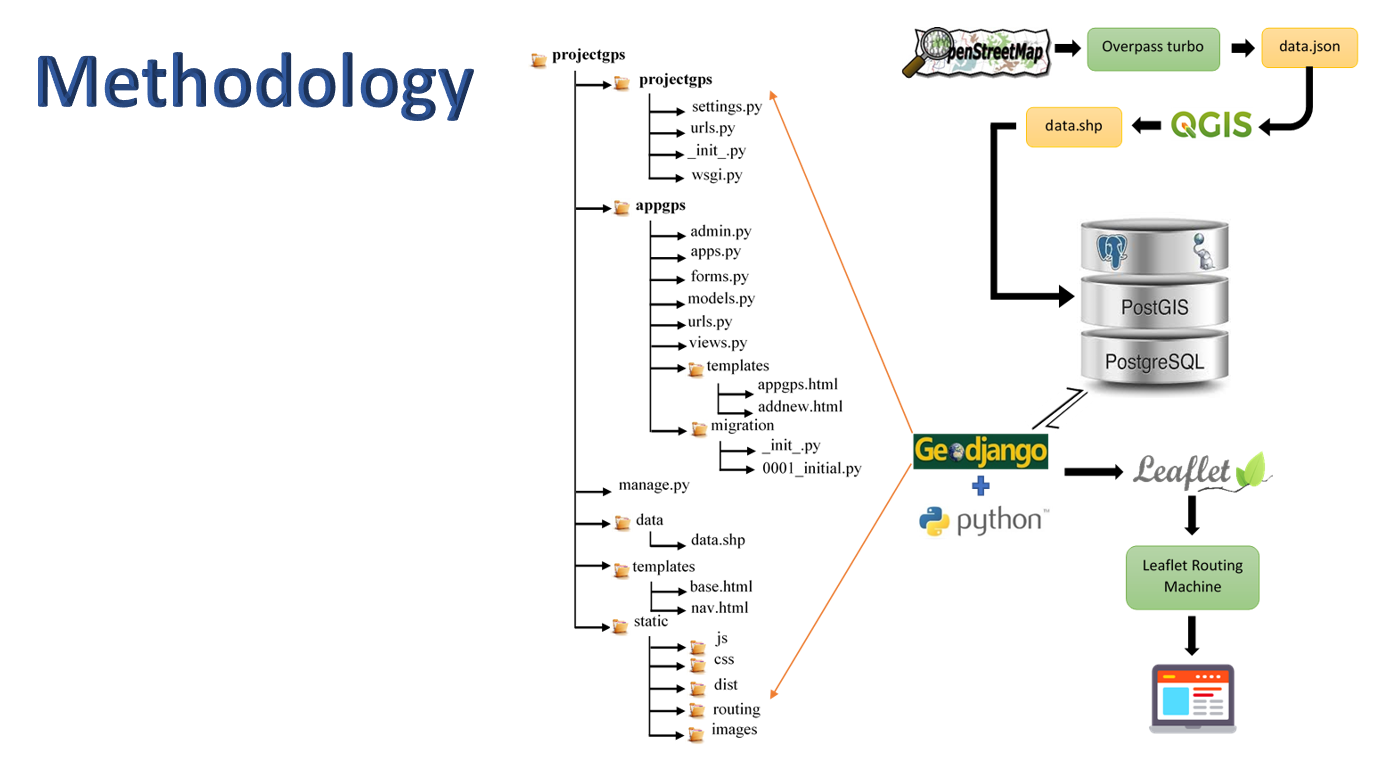 Methodology
projectgps
projectgps
settings.py
urls.py
_init_.py
wsgi.py
appgps
admin.py
apps.py
forms.py
models.py
urls.py
views.py
templates
appgps.html
addnew.html
migration
_init_.py
0001_initial.py
manage.py
data
data.shp
templates
base.html
nav.html
static
js
css
dist
routing
images
penStreetMap
Overpass turbo
data.json
QGIS
data.shp
PostGIS
PostgreSQL
Geodjango
python™
Leaflet
Leaflet Routing
Machine